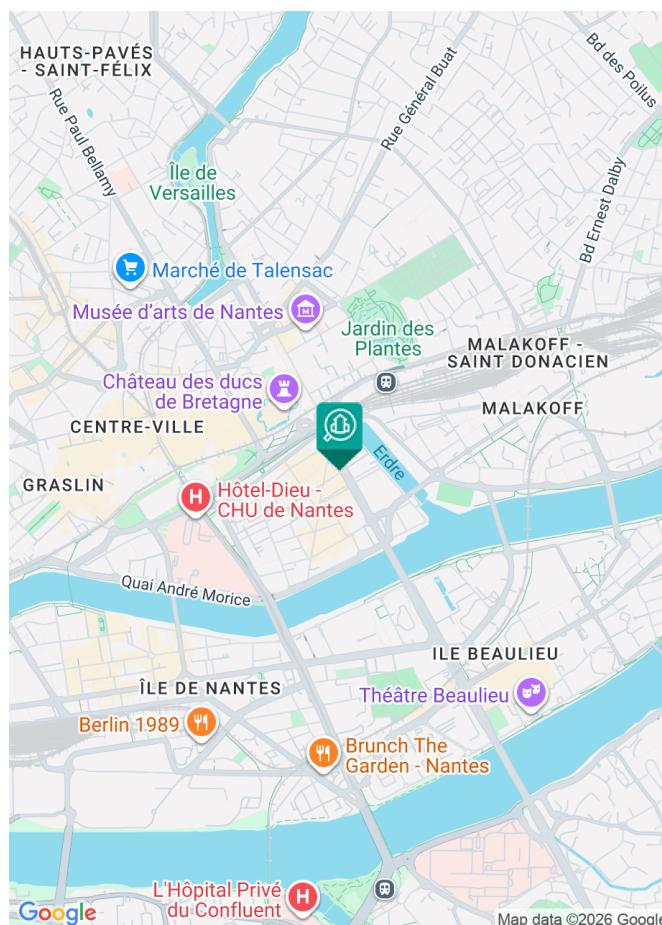 HAUTS-PAVÉS
- SAINT-FÉLIX
Rue Paul Bellamy
Rue Général Buat
Bd des Poilus
Bd Ernest Dalby
Île de
Versailles
Marché de Talensac
Musée d'arts de Nantes
Jardin des
Plantes
MALAKOFF -
SAINT DONACIEN
Château des ducs
de Bretagne
MALAKOFF
CENTRE-VILLE
Erdre
GRASLIN
H
Hôtel-Dieu -
CHU de Nantes
Quai André Morice
ILE BEAULIEU
ÎLE DE NANTES
Théâtre Beaulieu
Berlin 1989
Brunch The
Garden - Nantes
L'Hôpital Privé
du Confluent
H
Google
Map data ©2026 Google